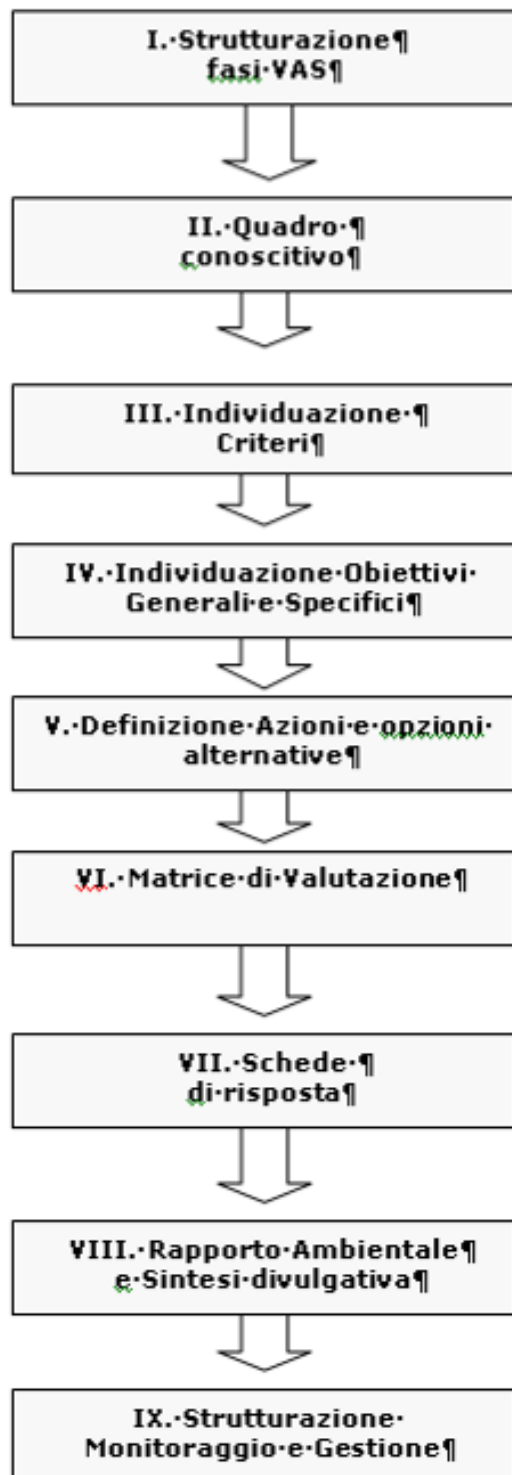 I.·Strutturazione¶
fasi·VAS¶
II.·Quadro·¶
conoscitivo¶
III.·Individuazione·¶
Criteri¶
IV.·Individuazione·Obiettivi·
Generali·e·Specifici¶
V.·Definizione·Azioni·e·opzioni·
alternative¶
VI.·Matrice·di·Valutazione¶
VII.·Schede·¶
di·risposta¶
VIII.·Rapporto·Ambientale¶
e·Sintesi·divulgativa¶
IX.·Strutturazione·
Monitoraggio·e·Gestione¶